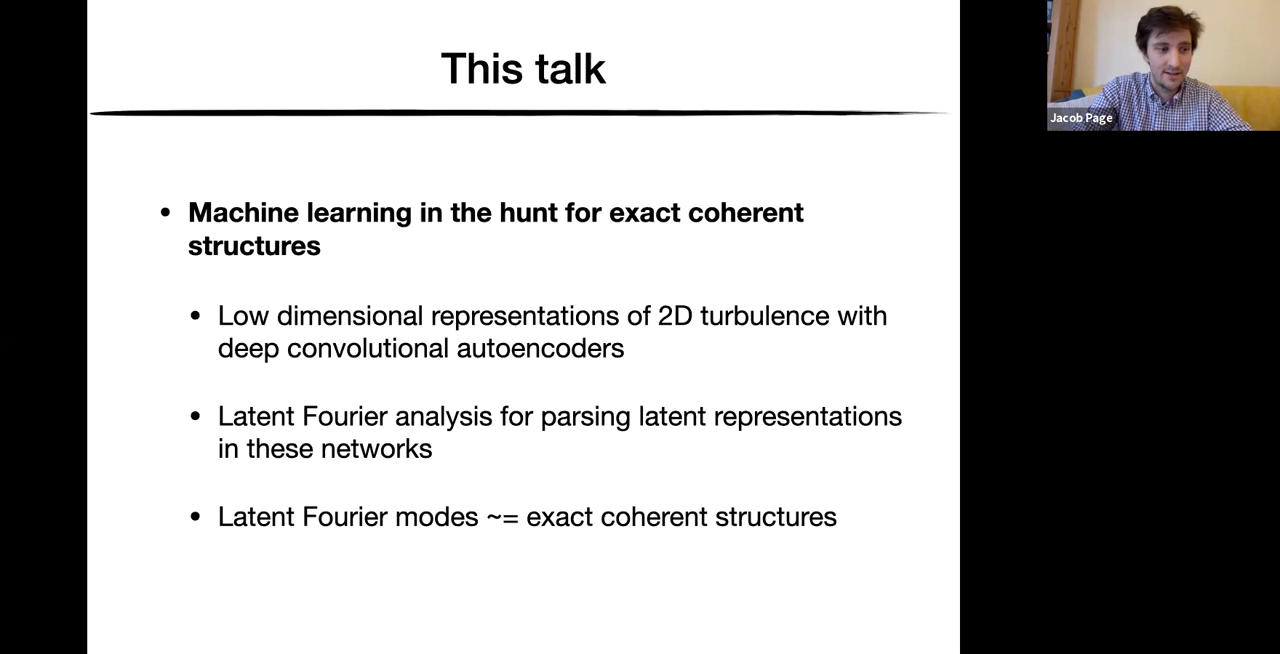 This talk
• Machine learning in the hunt for exact coherent
structures
• Low dimensional representations of 2D turbulence with
deep convolutional autoencoders
• Latent Fourier analysis for parsing latent representations
in these networks
• Latent Fourier modes ~= exact coherent structures
Jacob Page